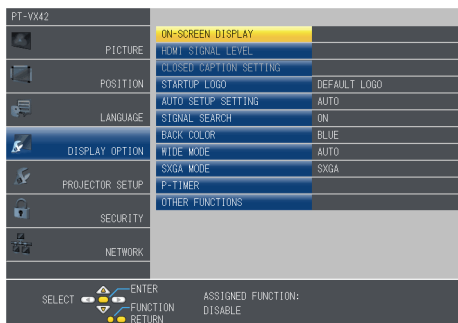 PT-VX42
PICTURE
POSITION
LANGUAGE
DISPLAY OPTION
PROJECTOR SETUP
SECURITY
NETWORK
ON-SCREEN DISPLAY
HDMI SIGNAL LEVEL
CLOSED CAPTION SETTING
STARTUP LOGO DEFAULT LOGO
AUTO SETUP SETTING AUTO
SIGNAL SEARCH ON
BACK COLOR BLUE
WIDE MODE AUTO
SXGA MODE SXGA
P-TIMER
OTHER FUNCTIONS
SELECT
ENTER
FUNCTION
RETURN
ASSIGNED FUNCTION:
DISABLE